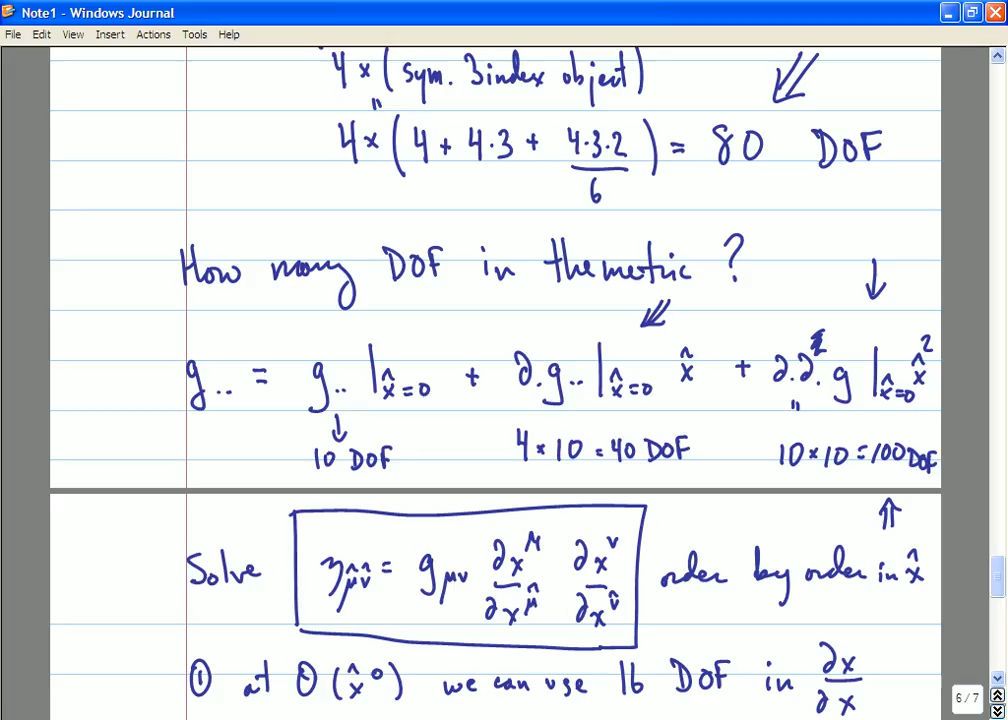 Note1 - Windows Journal
File Edit View Insert Actions Tools Help
4 × (sym. 3index object)
"
4 × (4 + 4·3 + 4·3·2/6) = 80 DOF
How many DOF in the metric ?
g.. = g..|x̂=0 + ∂.g..|x̂=0 x̂ + ∂.∂.g|x̂=0 x̂²
↓ 10 DOF 4 × 10 = 40 DOF " 10 × 10 = 100 DOF
Solve η_μ̂ν̂ = g_μν ∂x^μ/∂x^μ̂ ∂x^ν/∂x^ν̂ order by order in x̂
① at O(x̂⁰) we can use 16 DOF in ∂x/∂x
6 / 7